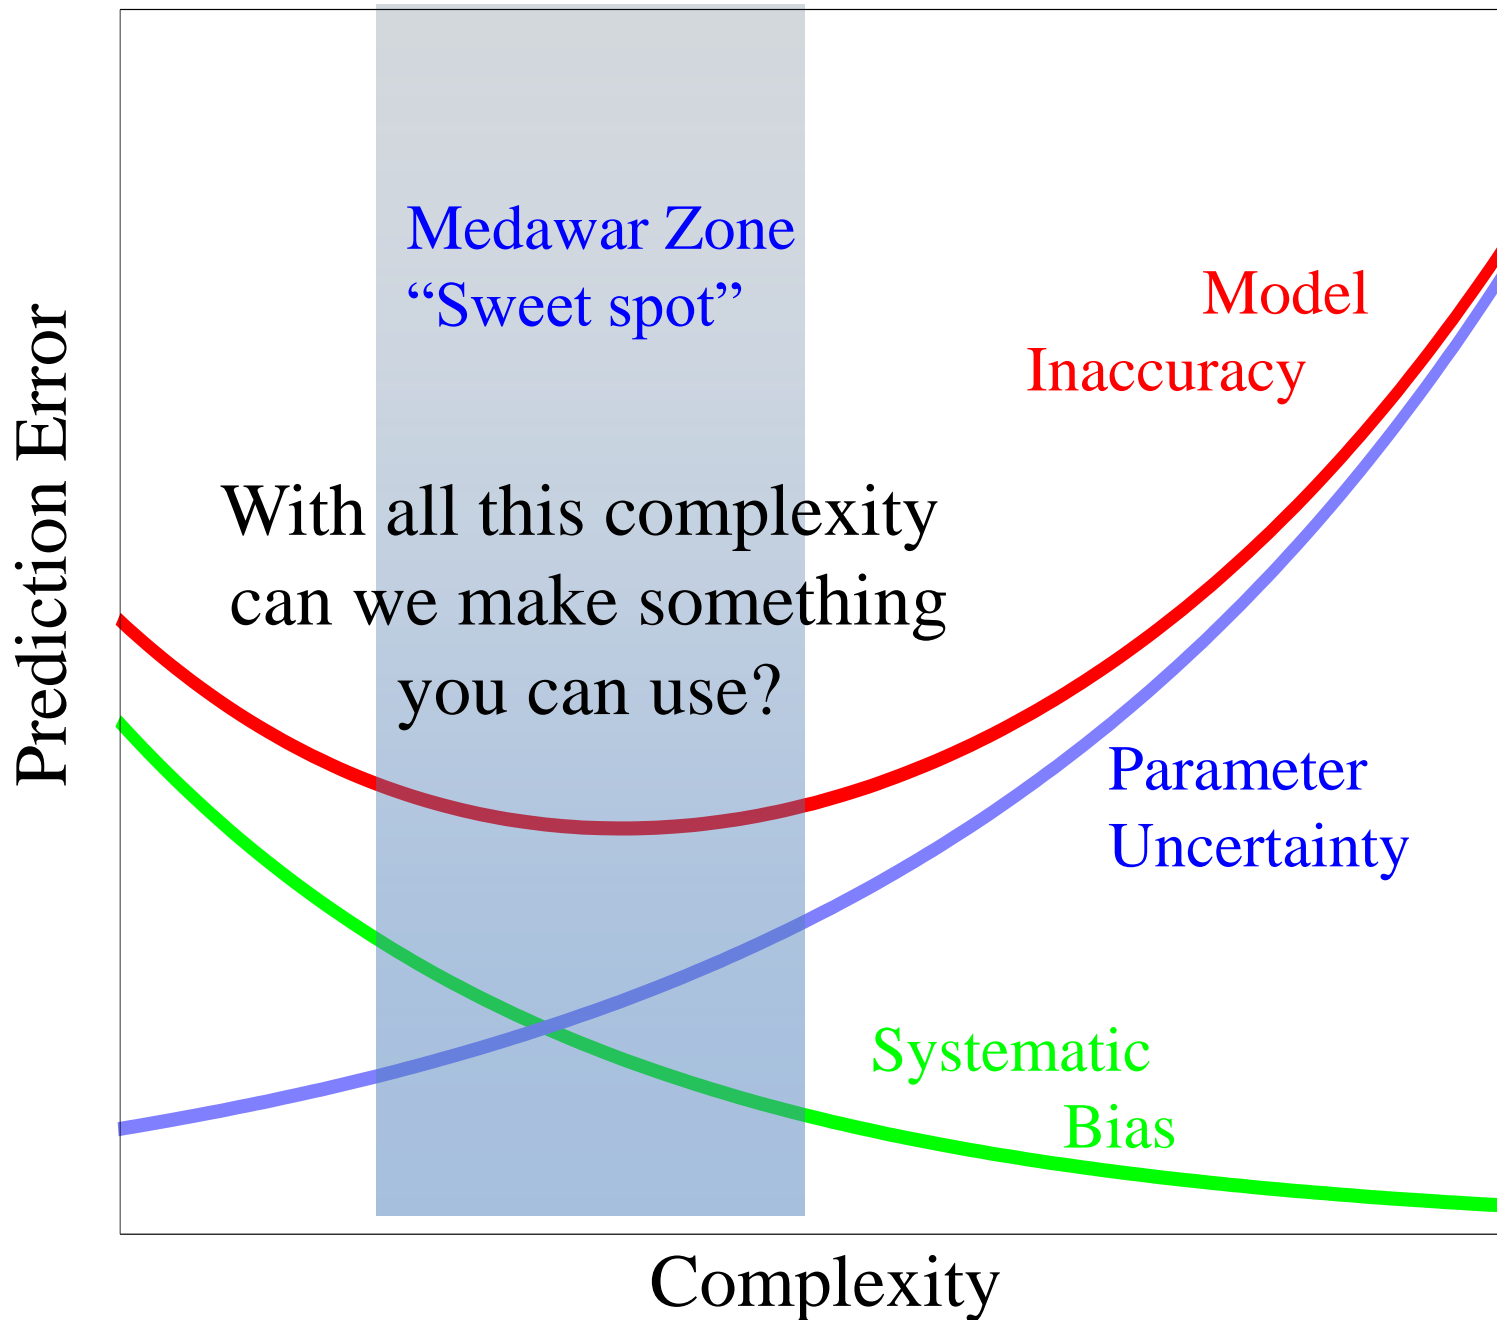 Medawar Zone
“Sweet spot”
Model
Inaccuracy
With all this complexity
can we make something
you can use?
Parameter
Uncertainty
Systematic
Bias
Prediction Error
Complexity